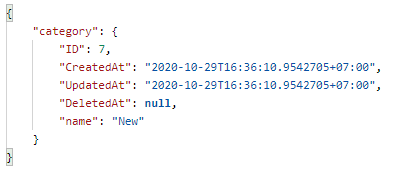 {
    "category": {
        "ID": 7,
        "CreatedAt": "2020-10-29T16:36:10.9542705+07:00",
        "UpdatedAt": "2020-10-29T16:36:10.9542705+07:00",
        "DeletedAt": null,
        "name": "New"
    }
}